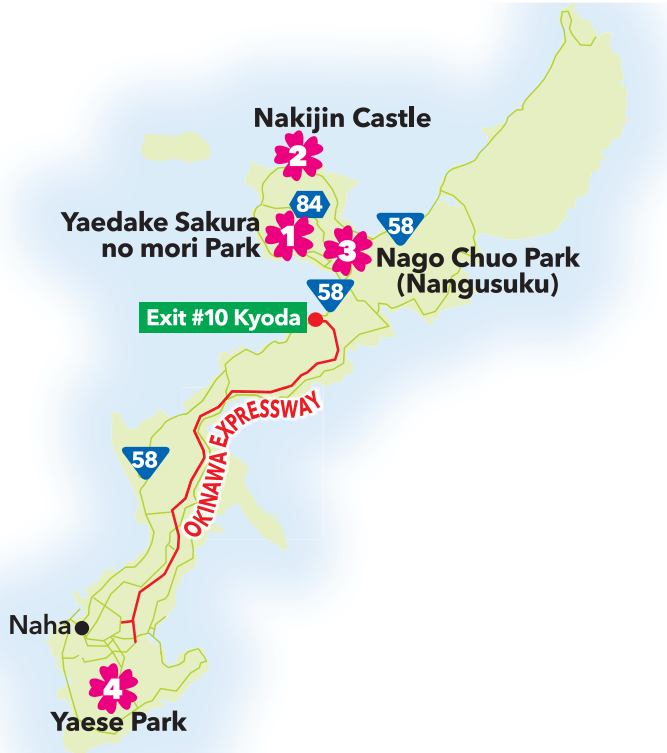 Nakijin Castle
2
84
Yaedake Sakura
no mori Park
1
58
3
Nago Chuo Park
(Nangusuku)
58
Exit #10 Kyoda
OKINAWA EXPRESSWAY
58
Naha
4
Yaese Park